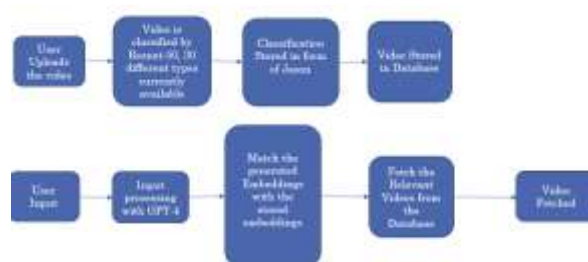 User
Uploads
the video
Video is
classified by
Resnet-50, 30
different types
currently
available
Classification
Stored in form
of Jason
Video Stored
in Database
User
Input
Input
processing
with GPT 4
Match the
generated
Embeddings
with the
stored
embeddings
Fetch the
Relevant
Videos from
the
Database
Video
Fetched